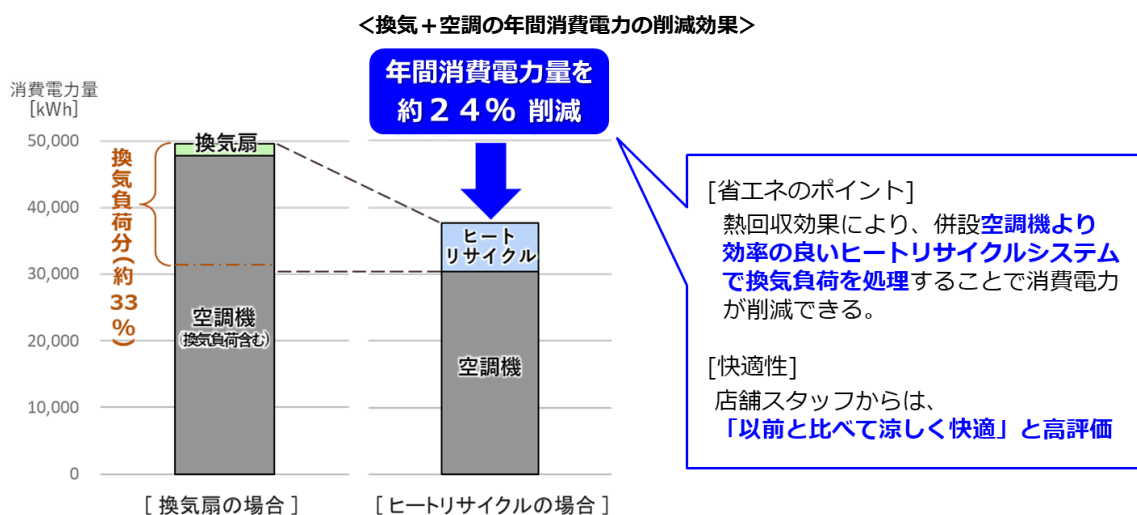 <換気+空調の年間消費電力の削減効果>
年間消費電力量を
約24% 削減
消費電力量
[kWh]
50,000
40,000
30,000
20,000
10,000
0
換気負荷分(約33%)
換気扇
空調機
(換気負荷含む)
ヒート
リサイクル
空調機
[ 換気扇の場合 ]
[ ヒートリサイクルの場合 ]
[省エネのポイント]
熱回収効果により、併設空調機より
効率の良いヒートリサイクルシステム
で換気負荷を処理することで消費電力
が削減できる。
[快適性]
店舗スタッフからは、
「以前と比べて涼しく快適」と高評価